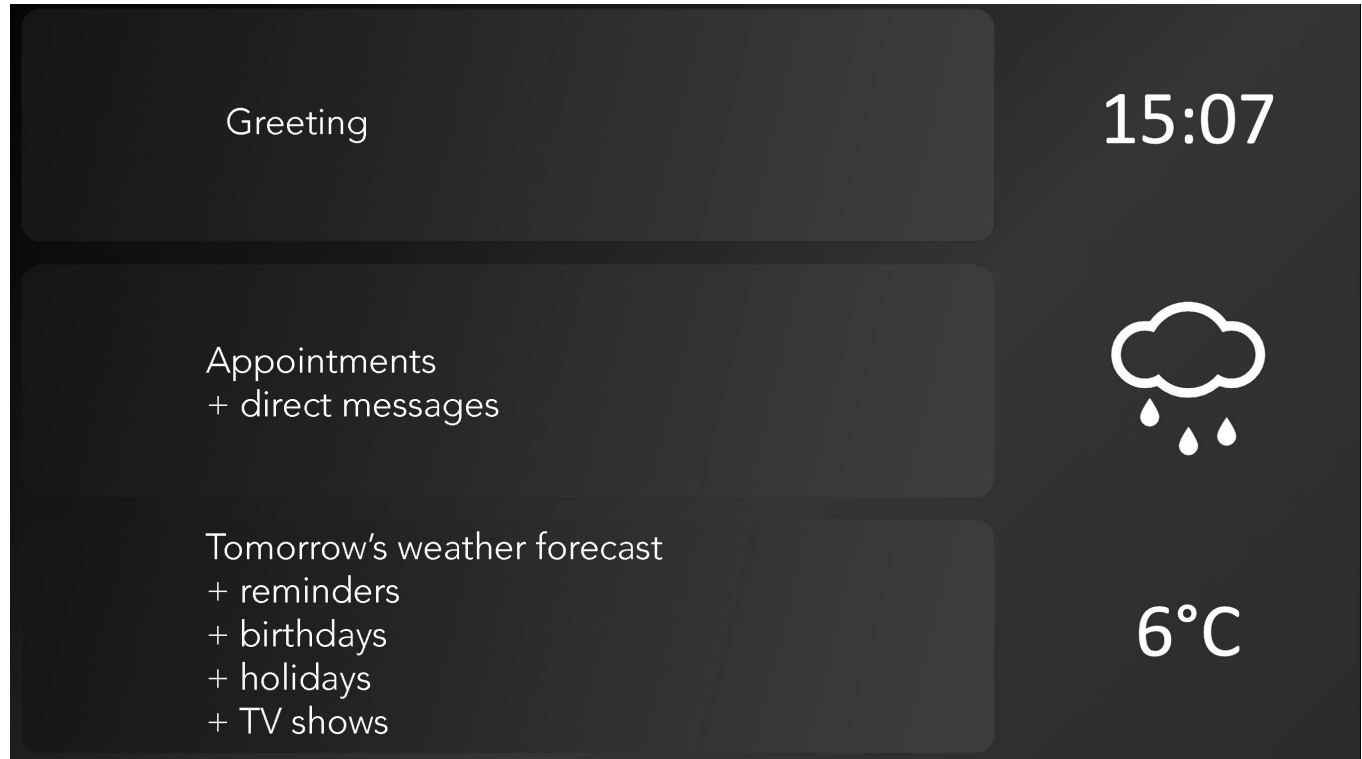 Greeting
15:07
Appointments
+ direct messages
Tomorrow’s weather forecast
+ reminders
+ birthdays
+ holidays
+ TV shows
6°C